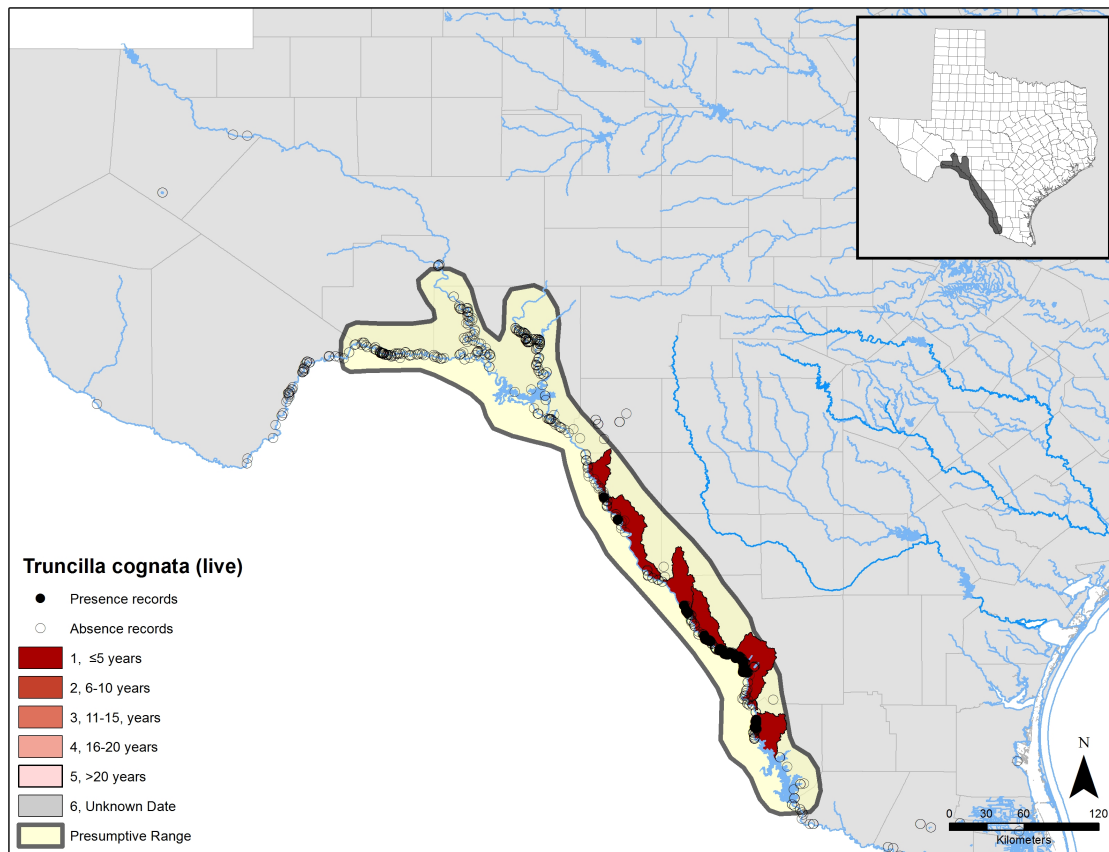 Truncilla cognata (live)
Presence records
Absence records
1, ≤5 years
2, 6-10 years
3, 11-15, years
4, 16-20 years
5, >20 years
6, Unknown Date
Presumptive Range
N
0 30 60 120
Kilometers